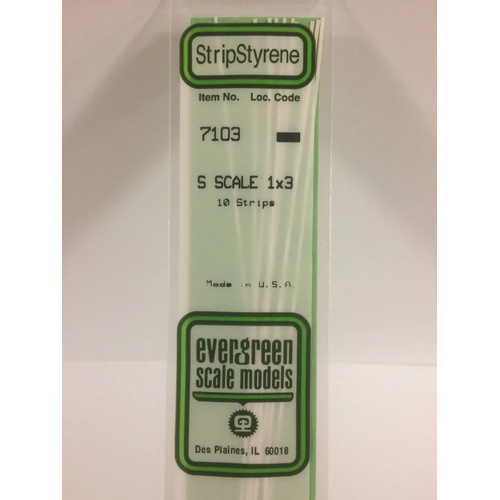 StripStyrene
Item No. Loc. Code
7103
S SCALE 1x3
10 Strips
Made in U.S.A.
evergreen
scale models
Des Plaines, IL 60018